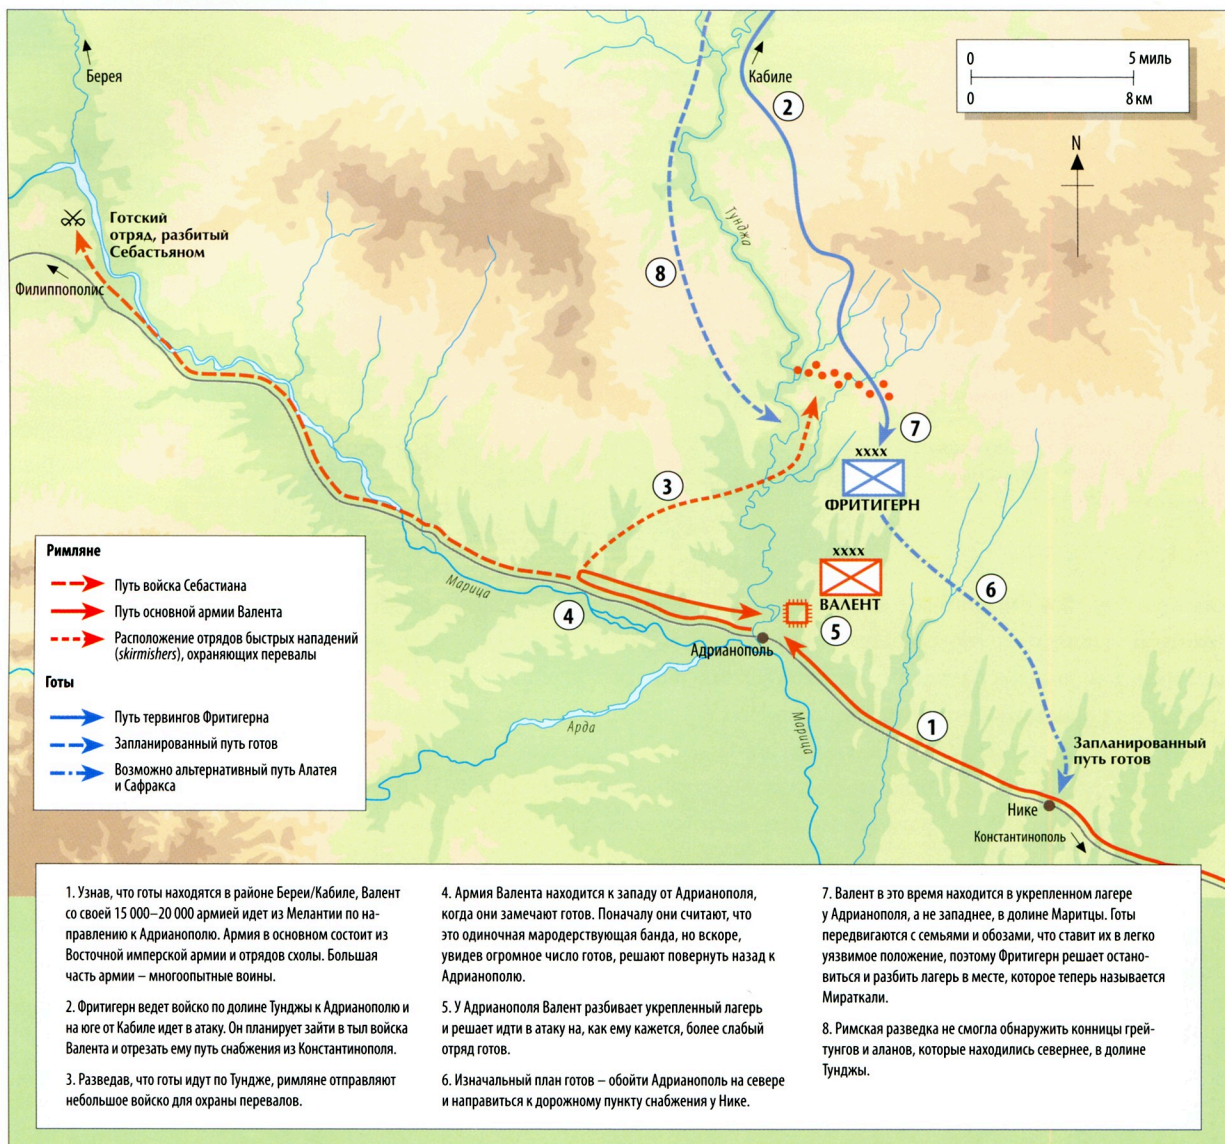 Берея
Кабиле
0 5 миль
0 8 км
N
2
Готский
отряд, разбитый
Себастьяном
Филиппополис
Тунджа
8
7
XXXX
ФРИТИГЕРН
3
XXXX
ВАЛЕНТ
6
Марица
4
5
Адрианополь
Арда
Марица
1
Запланированный
путь готов
Нике
Константинополь
Римляне
Путь войска Себастиана
Путь основной армии Валента
Расположение отрядов быстрых нападений
(skirmishers), охраняющих перевалы
Готы
Путь тервингов Фритигерна
Запланированный путь готов
Возможно альтернативный путь Алатея
и Сафракса
1. Узнав, что готы находятся в районе Береи/Кабиле, Валент
со своей 15 000–20 000 армией идет из Мелантии по на-
правлению к Адрианополю. Армия в основном состоит из
Восточной имперской армии и отрядов схолы. Большая
часть армии – многоопытные воины.
2. Фритигерн ведет войско по долине Тунджы к Адрианополю и
на юге от Кабиле идет в атаку. Он планирует зайти в тыл войска
Валента и отрезать ему путь снабжения из Константинополя.
3. Разведав, что готы идут по Тундже, римляне отправляют
небольшое войско для охраны перевалов.
4. Армия Валента находится к западу от Адрианополя,
когда они замечают готов. Поначалу они считают, что
это одиночная мародерствующая банда, но вскоре,
увидев огромное число готов, решают повернуть назад к
Адрианополю.
5. У Адрианополя Валент разбивает укрепленный лагерь
и решает идти в атаку на, как ему кажется, более слабый
отряд готов.
6. Изначальный план готов – обойти Адрианополь на севере
и направиться к дорожному пункту снабжения у Нике.
7. Валент в это время находится в укрепленном лагере
у Адрианополя, а не западнее, в долине Маритцы. Готы
передвигаются с семьями и обозами, что ставит их в легко
уязвимое положение, поэтому Фритигерн решает остано-
виться и разбить лагерь в месте, которое теперь называется
Мираткали.
8. Римская разведка не смогла обнаружить конницы грей-
тунгов и аланов, которые находились севернее, в долине
Тунджы.